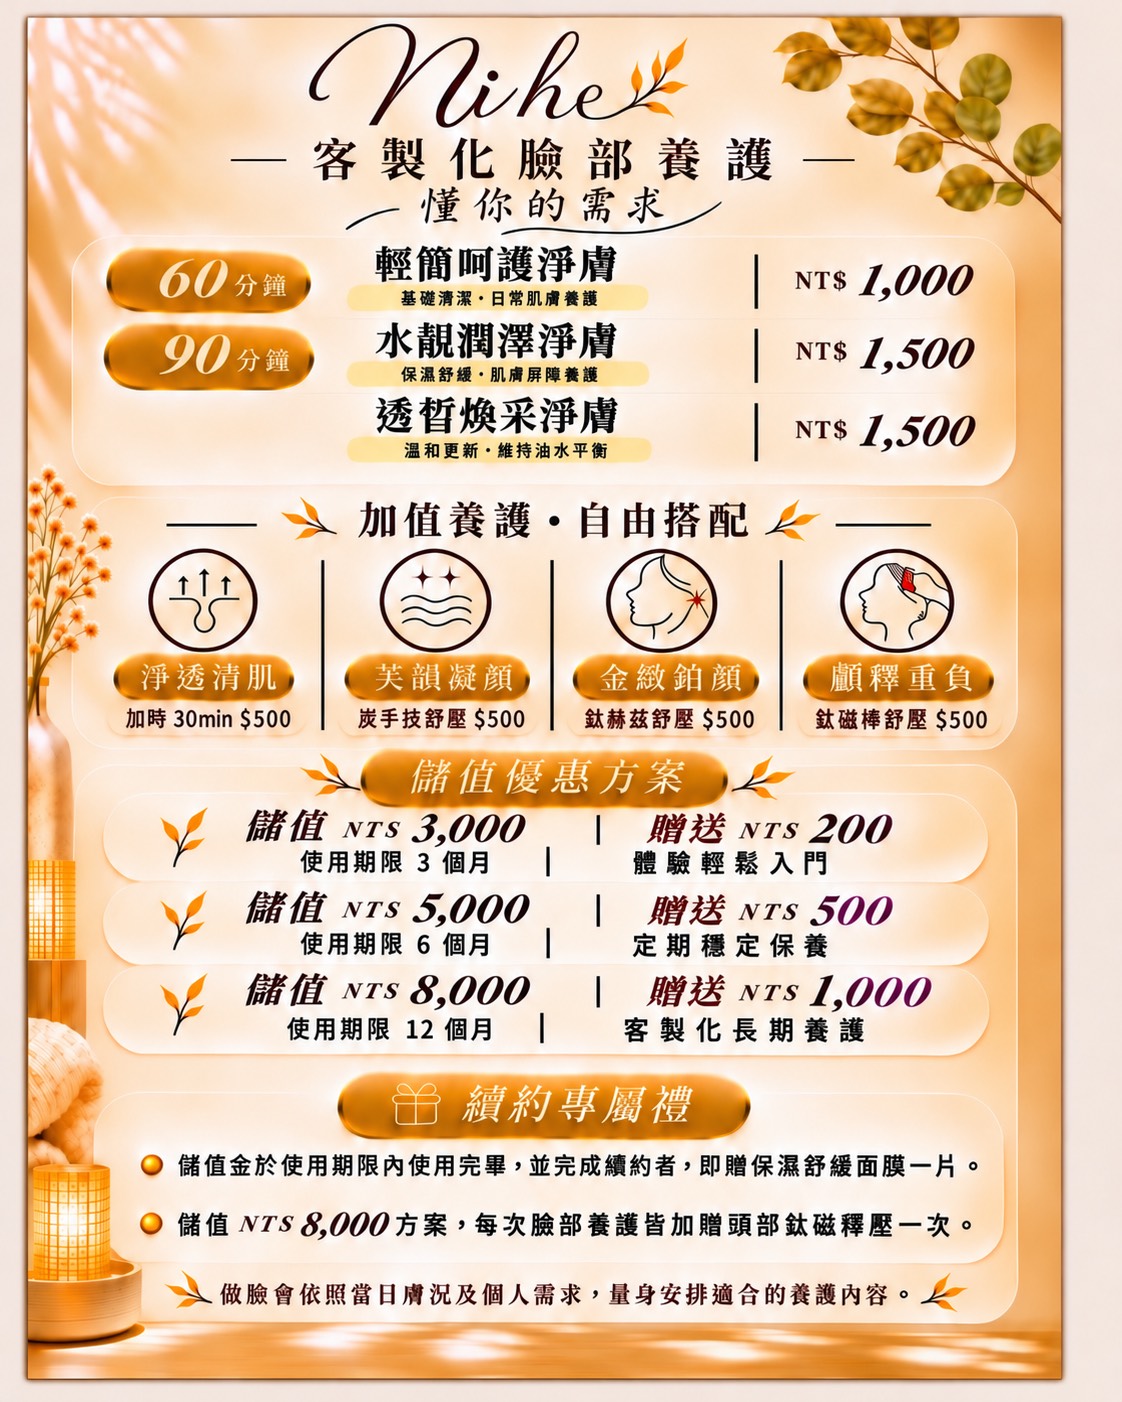 Nihe
客製化臉部養護
懂你的需求
60分鐘 輕簡呵護淨膚 NT$ 1,000
基礎清潔・日常肌膚養護
90分鐘 水靚潤澤淨膚 NT$ 1,500
保濕舒緩・肌膚屏障養護
透皙煥采淨膚 NT$ 1,500
溫和更新・維持油水平衡
加值養護・自由搭配
淨透清肌 芙韻凝顏 金緻鉑顏 顱釋重負
加時 30min $500 炭手技舒壓 $500 鈦赫茲舒壓 $500 鈦磁棒舒壓 $500
儲值優惠方案
儲值 NTS 3,000 | 贈送 NTS 200
使用期限 3 個月 | 體驗輕鬆入門
儲值 NTS 5,000 | 贈送 NTS 500
使用期限 6 個月 | 定期穩定保養
儲值 NTS 8,000 | 贈送 NTS 1,000
使用期限 12 個月 | 客製化長期養護
續約專屬禮
儲值金於使用期限內使用完畢，並完成續約者，即贈保濕舒緩面膜一片。
儲值 NTS 8,000 方案，每次臉部養護皆加贈頭部鈦磁釋壓一次。
做臉會依照當日膚況及個人需求，量身安排適合的養護內容。